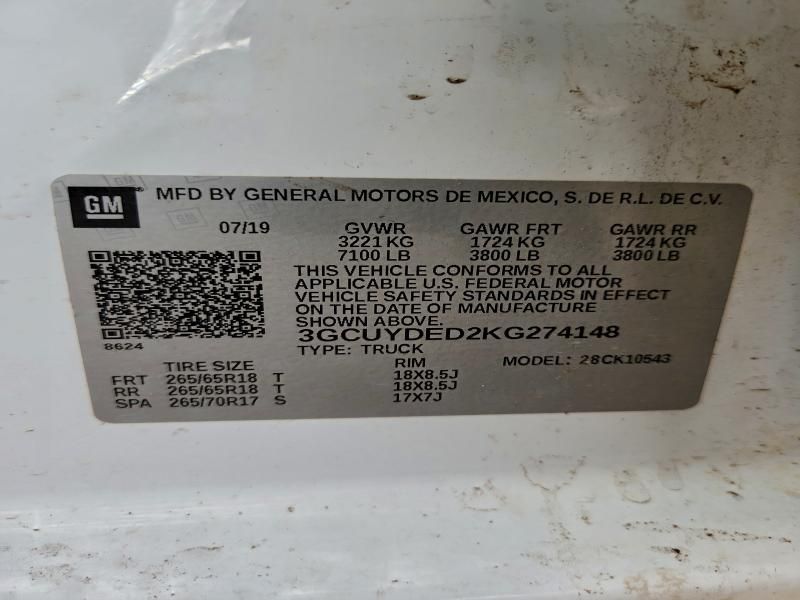 GM MFD BY GENERAL MOTORS DE MEXICO, S. DE R.L. DE C.V.
07/19 GVWR GAWR FRT GAWR RR
3221 KG 1724 KG 1724 KG
7100 LB 3800 LB 3800 LB
THIS VEHICLE CONFORMS TO ALL
APPLICABLE U.S. FEDERAL MOTOR
VEHICLE SAFETY STANDARDS IN EFFECT
ON THE DATE OF MANUFACTURE
SHOWN ABOVE.
8624 3GCUYDED2KG274148
TYPE: TRUCK MODEL: 28CK10543
TIRE SIZE RIM
FRT 265/65R18 T 18X8.5J
RR 265/65R18 T 18X8.5J
SPA 265/70R17 S 17X7J